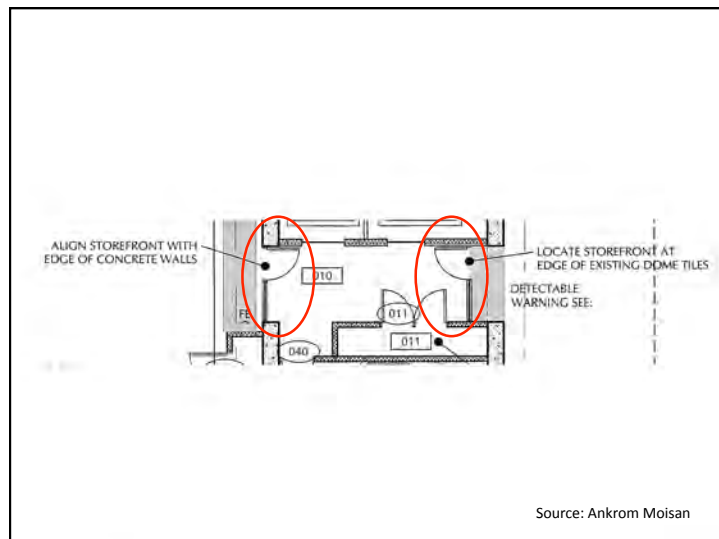 ALIGN STOREFRONT WITH
EDGE OF CONCRETE WALLS
010
LOCATE STOREFRONT AT
EDGE OF EXISTING DOME TILES
DETECTABLE
WARNING SEE:
FE
011
011
040
Source: Ankrom Moisan